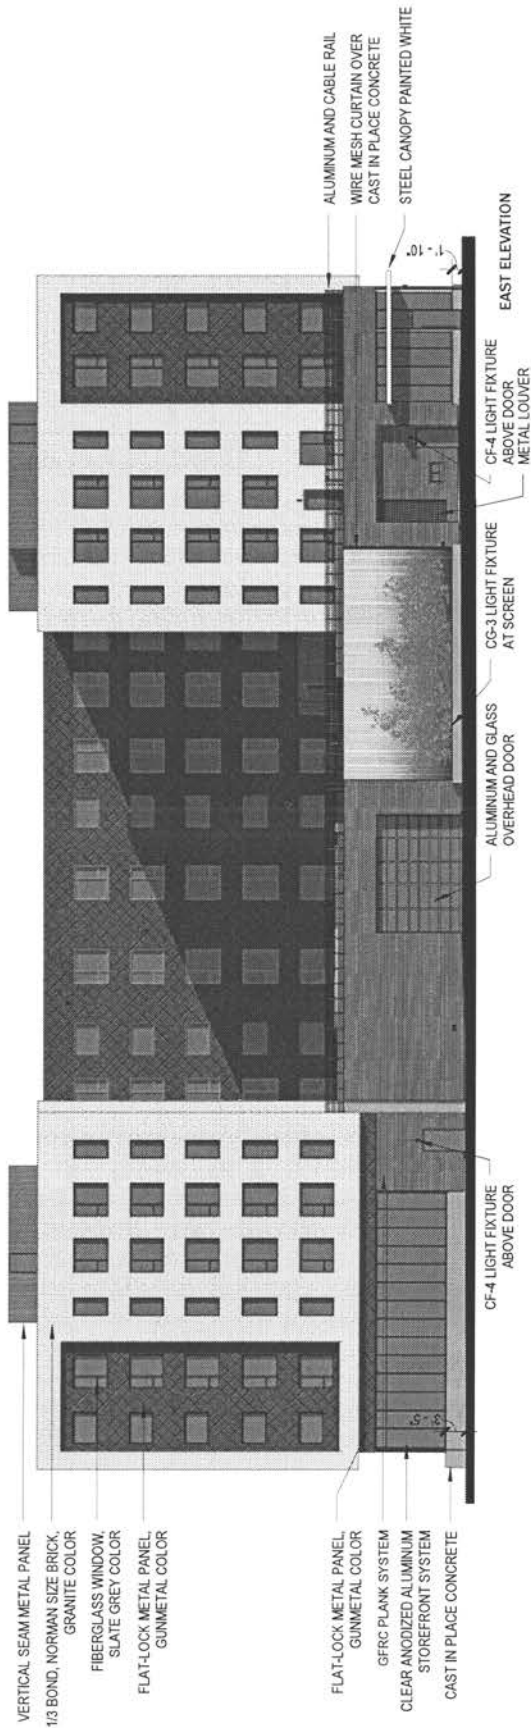 VERTICAL SEAM METAL PANEL
1/3 BOND, NORMAN SIZE BRICK,
GRANITE COLOR
FIBERGLASS WINDOW,
SLATE GREY COLOR
FLAT-LOCK METAL PANEL,
GUNMETAL COLOR
FLAT-LOCK METAL PANEL,
GUNMETAL COLOR
GFRC PLANK SYSTEM
CLEAR ANODIZED ALUMINUM
STOREFRONT SYSTEM
CAST IN PLACE CONCRETE
3'-5"
CF-4 LIGHT FIXTURE
ABOVE DOOR
ALUMINUM AND GLASS
OVERHEAD DOOR
CG-3 LIGHT FIXTURE
AT SCREEN
CF-4 LIGHT FIXTURE
ABOVE DOOR
METAL LOUVER
EAST ELEVATION
1'-10"
ALUMINUM AND CABLE RAIL
WIRE MESH CURTAIN OVER
CAST IN PLACE CONCRETE
STEEL CANOPY PAINTED WHITE